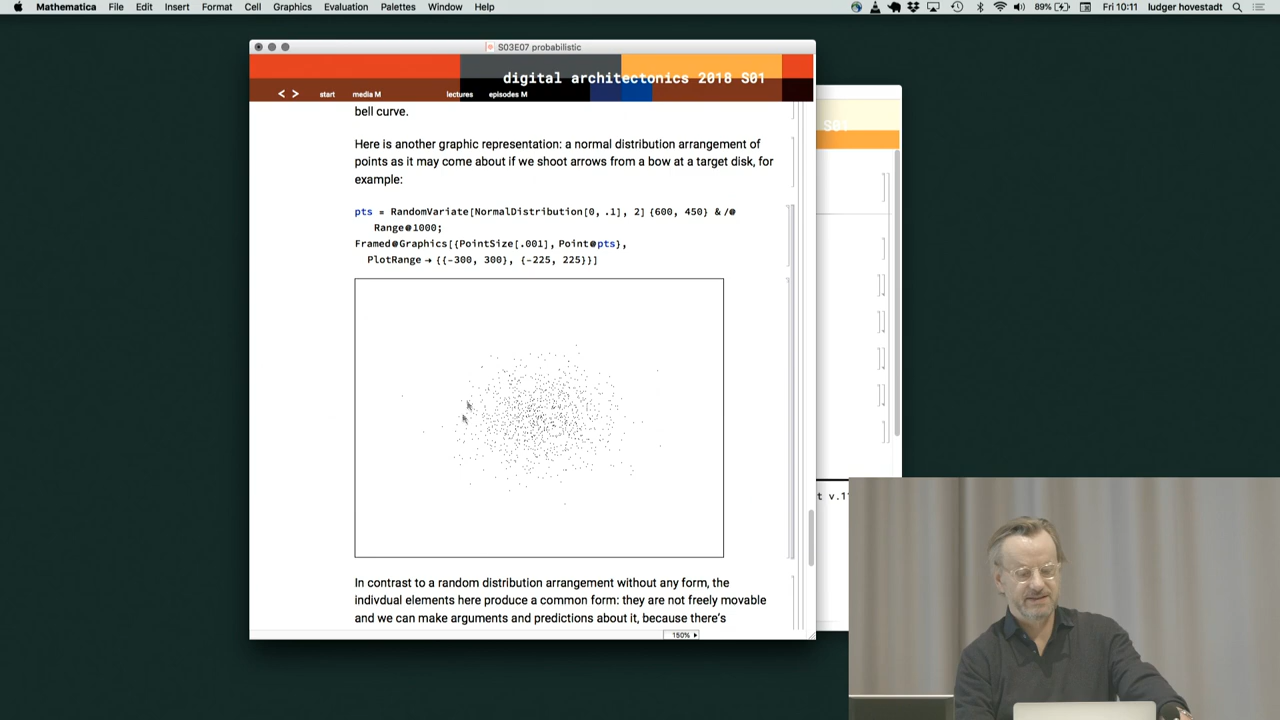 Mathematica File Edit Insert Format Cell Graphics Evaluation Palettes Window Help 89% Fri 10:11 ludger hovestadt
S03E07 probabilistic
digital architectonics 2018 S01
< > start media M lectures episodes M
S01
bell curve.
Here is another graphic representation: a normal distribution arrangement of
points as it may come about if we shoot arrows from a bow at a target disk, for
example:
pts = RandomVariate[NormalDistribution[0, .1], 2] {600, 450} & /@
Range@1000;
Framed@Graphics[{PointSize[.001], Point@pts},
PlotRange → {{-300, 300}, {-225, 225}}]
t v.1
In contrast to a random distribution arrangement without any form, the
indivdual elements here produce a common form: they are not freely movable
and we can make arguments and predictions about it, because there's
150%